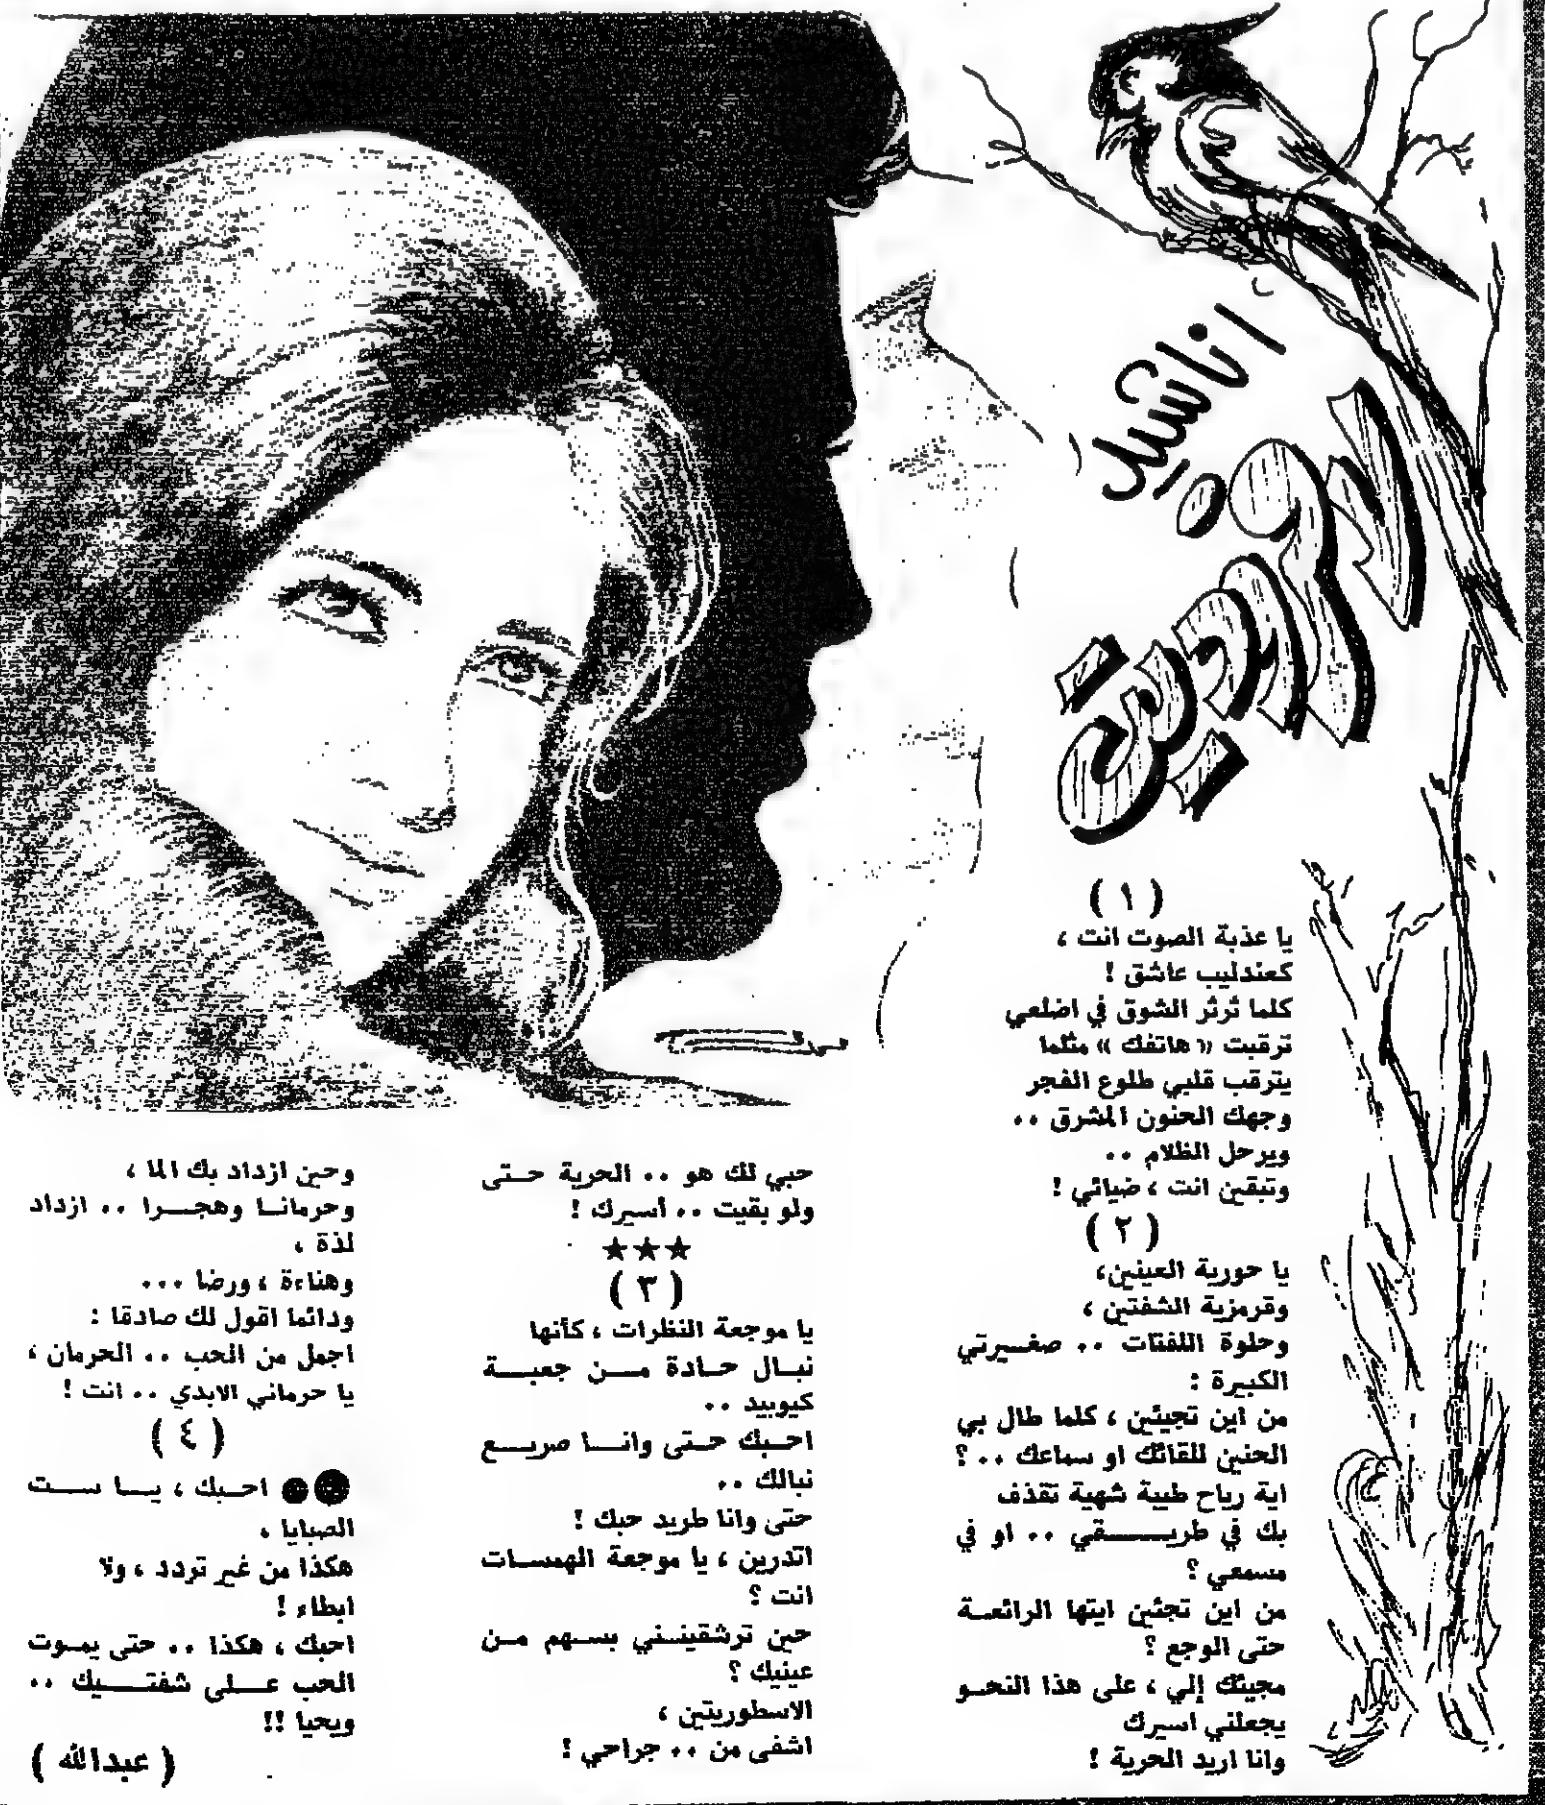 اناشيد
( ١ )
يا عذبة الصوت انت ،
كعندليب عاشق !
كلما ثرثر الشوق في اضلعي
ترقبت « هاتفك » مثلما
يترقب قلبي طلوع الفجر
وجهك الحنون المشرق ..
ويرحل الظلام ..
وتبقين انت ، ضيائي !
( ٢ )
يا حورية العينين،
وقرمزية الشفتين ،
وحلوة اللفتات .. صغيرتي
الكبيرة :
من اين تجيئين ، كلما طال بي
الحنين للقائك او سماعك .. ؟
اية رياح طيبة شهية تقذف
بك في طريقي .. او في
مسمعي ؟
من اين تجئين ايتها الرائعة
حتى الوجع ؟
مجيئك إلي ، على هذا النحو
يجعلني اسيرك
وانا اريد الحرية !
حبي لك هو .. الحرية حتى
ولو بقيت .. أسيرك !
★★★
( ٣ )
يا موجعة النظرات ، كأنها
نبال حادة من جعبة
كيوبيد ..
احبك حتى وانا صريع
نبالك ..
حتى وانا طريد حبك !
اتدرين ، يا موجعة الهمسات
انت ؟
حين ترشقينني بسهم من
عينيك ؟
الاسطوريتين ،
اشفى من .. جراحي !
وحين ازداد بك الما ،
وحرمانا وهجرا .. ازداد
لذة ،
وهناءة ، ورضا ...
ودائما اقول لك صادقا :
اجمل من الحب .. الحرمان ،
يا حرماني الابدي .. انت !
( ٤ )
احبك ، يا ست
الصبايا ،
هكذا من غير تردد ، ولا
ابطاء !
احبك ، هكذا .. حتى يموت
الحب على شفتيك ..
ويحيا !!
( عبدالله )